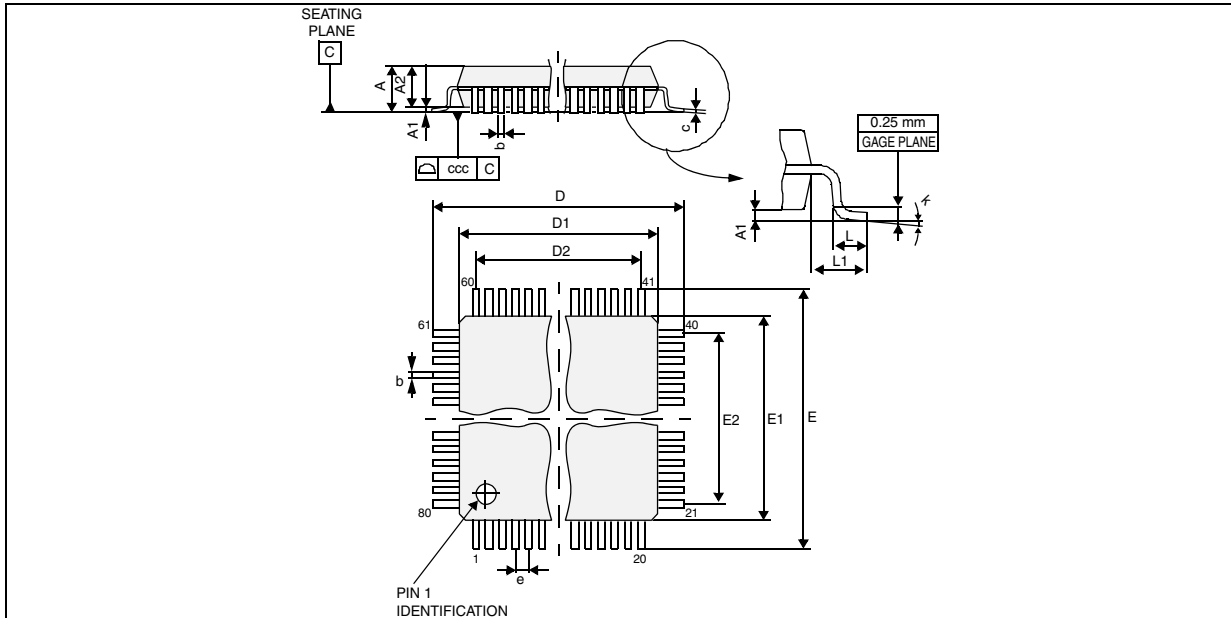 SEATING
PLANE
C
A
A2
A1
b
c
ccc C
0.25 mm
GAGE PLANE
k
A1
L
L1
D
D1
D2
60
41
61
40
b
E2
E1
E
80
21
1
20
e
PIN 1
IDENTIFICATION